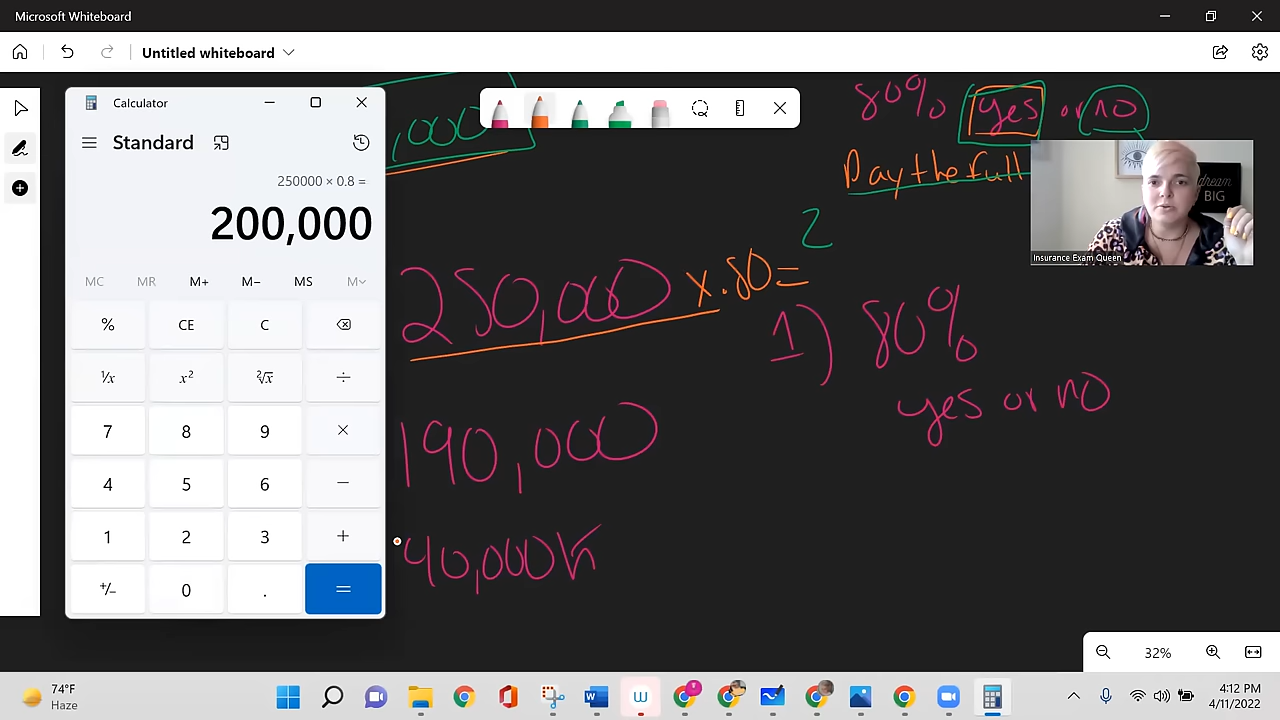 Microsoft Whiteboard
Untitled whiteboard
Calculator
Standard
250000 × 0.8 =
200,000
MC MR M+ M− MS M
% CE C
¹/x x² ²√x ÷
7 8 9 ×
4 5 6 −
1 2 3 +
+/− 0 . =
,000
80% yes or no
Pay the full
dream
BIG
Insurance Exam Queen
2
250,000 x .80 =
1) 80%
yes or no
190,000
40,000
32%
74°F
Haze
4:12 PM
4/11/2022